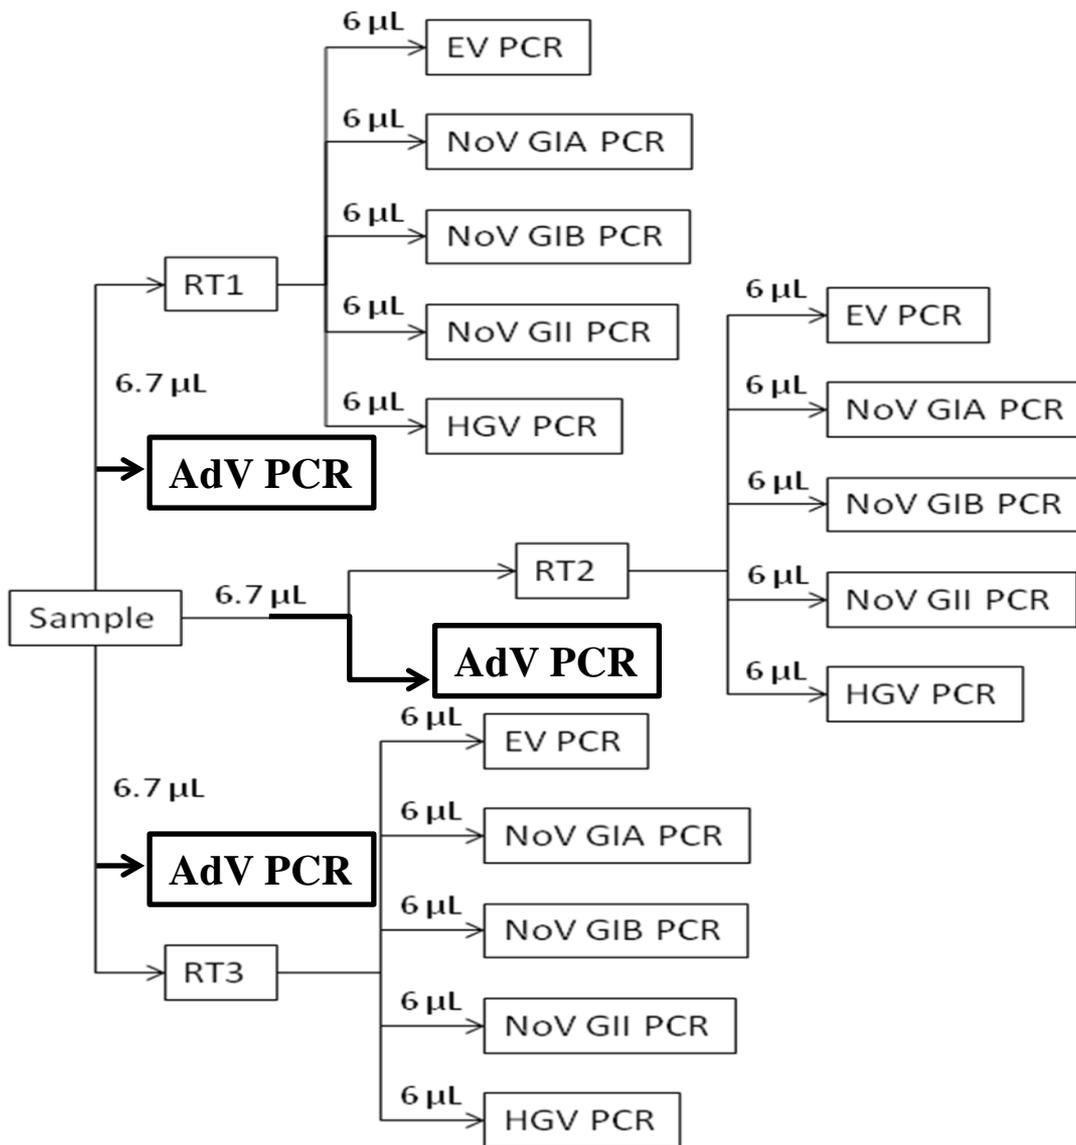 6 µL
EV PCR
6 µL
NoV GIA PCR
6 µL
NoV GIB PCR
RT1
6 µL
NoV GII PCR
6 µL
HGV PCR
6.7 µL
AdV PCR
6 µL
EV PCR
6 µL
NoV GIA PCR
6 µL
NoV GIB PCR
RT2
6 µL
NoV GII PCR
6 µL
HGV PCR
Sample
6.7 µL
AdV PCR
6 µL
EV PCR
6.7 µL
6 µL
NoV GIA PCR
AdV PCR
6 µL
NoV GIB PCR
RT3
6 µL
NoV GII PCR
6 µL
HGV PCR